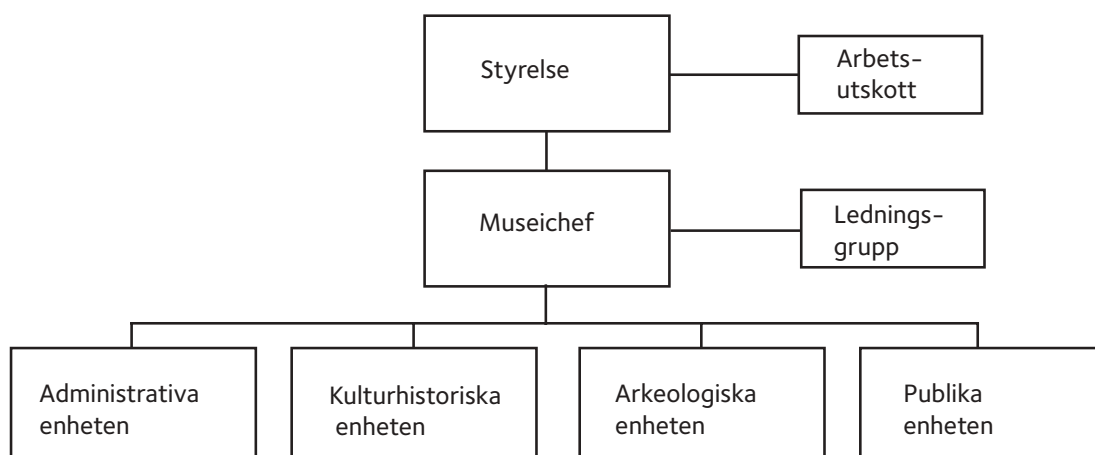 Styrelse
Arbets-
utskott
Museichef
Lednings-
grupp
Administrativa
enheten
Kulturhistoriska
enheten
Arkeologiska
enheten
Publika
enheten